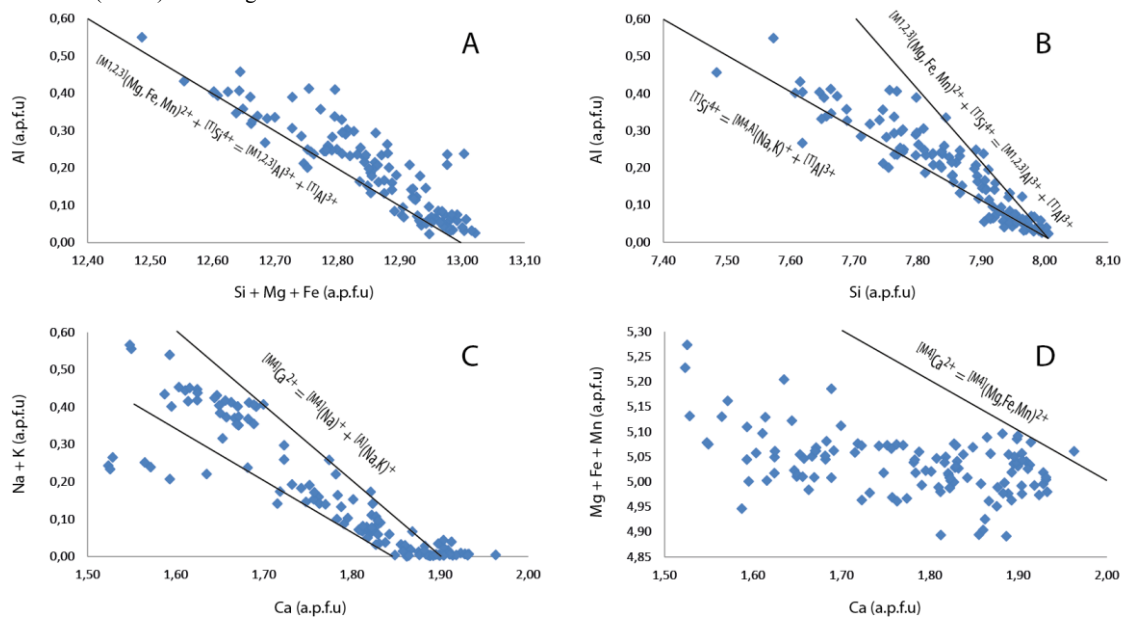 0,60
0,50
0,40
0,30
0,20
0,10
0,00
12,40 12,50 12,60 12,70 12,80 12,90 13,00 13,10
Al (a.p.f.u)
Si + Mg + Fe (a.p.f.u)
A
[M1,2,3](Mg, Fe, Mn)2+ + [T]Si4+ = [M1,2,3]Al3+ + [T]Al3+
0,60
0,50
0,40
0,30
0,20
0,10
0,00
7,40 7,50 7,60 7,70 7,80 7,90 8,00 8,10
Al (a.p.f.u)
Si (a.p.f.u)
B
[M1,2,3](Mg, Fe, Mn)2+ + [T]Si4+ = [M1,2,3]Al3+ + [T]Al3+
[T]Si4+ = [M4,A](Na,K)+ + [T]Al3+
0,60
0,50
0,40
0,30
0,20
0,10
0,00
1,50 1,60 1,70 1,80 1,90 2,00
Na + K (a.p.f.u)
Ca (a.p.f.u)
C
[M4]Ca2+ = [M4](Na)+ + [A](Na,K)+
5,30
5,25
5,20
5,15
5,10
5,05
5,00
4,95
4,90
4,85
1,50 1,60 1,70 1,80 1,90 2,00
Mg + Fe + Mn (a.p.f.u)
Ca (a.p.f.u)
D
[M4]Ca2+ = [M4](Mg,Fe,Mn)2+